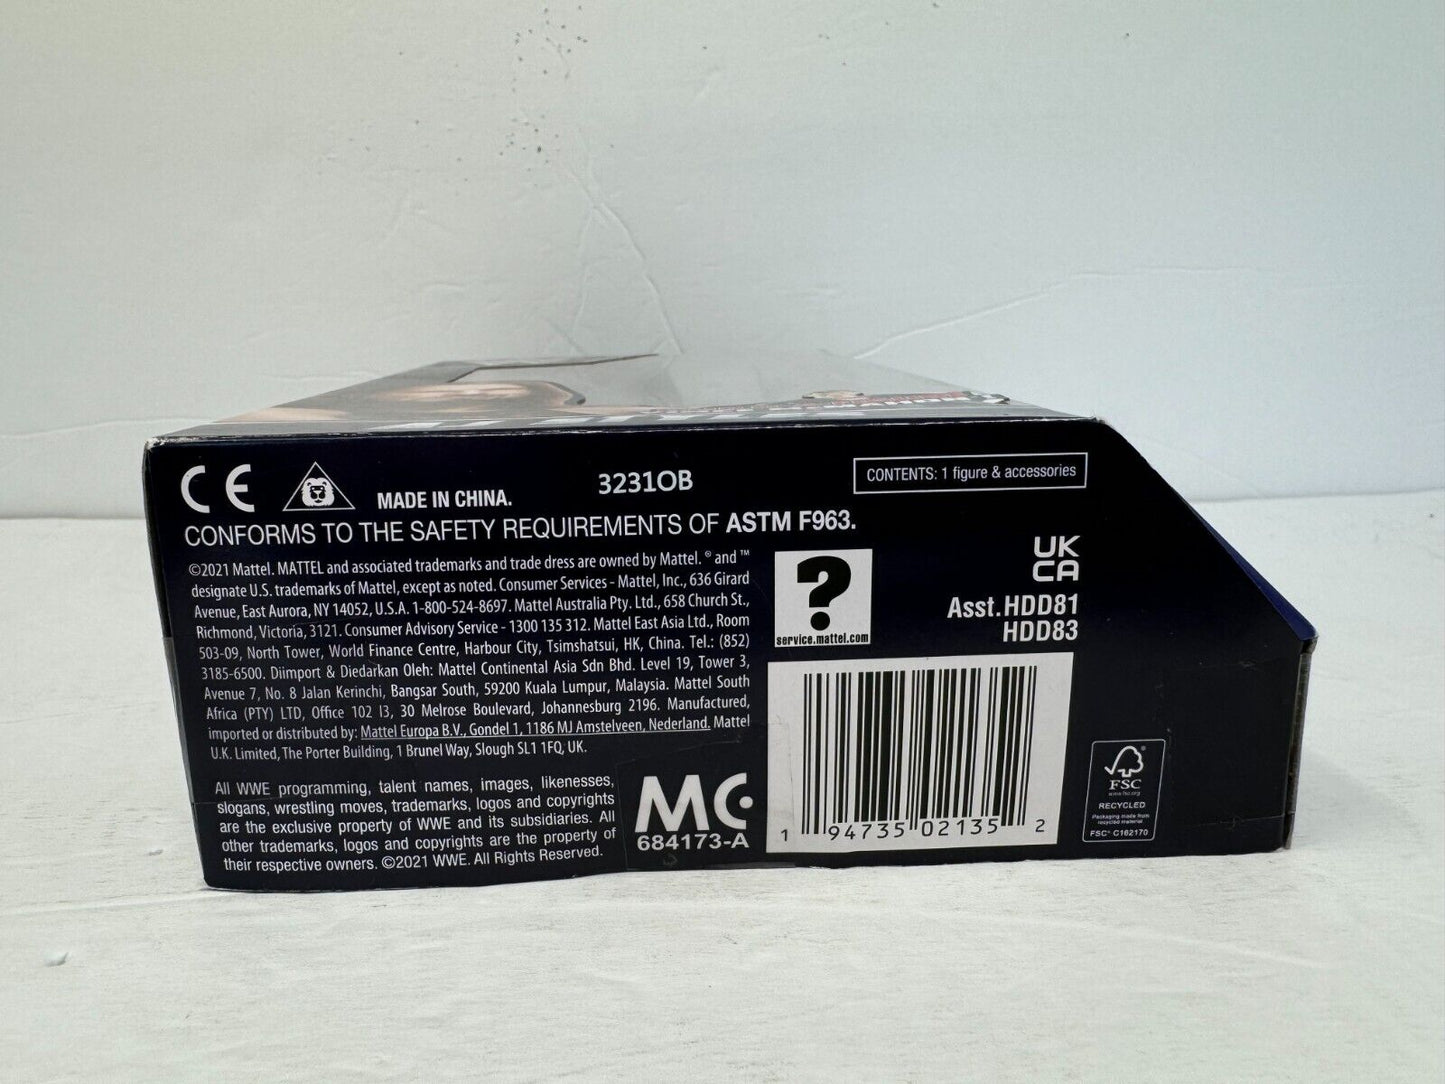 CE
MADE IN CHINA.
3231OB
CONTENTS: 1 figure & accessories
CONFORMS TO THE SAFETY REQUIREMENTS OF ASTM F963.
©2021 Mattel. MATTEL and associated trademarks and trade dress are owned by Mattel. ® and ™
designate U.S. trademarks of Mattel, except as noted. Consumer Services - Mattel, Inc., 636 Girard
Avenue, East Aurora, NY 14052, U.S.A. 1-800-524-8697. Mattel Australia Pty. Ltd., 658 Church St.,
Richmond, Victoria, 3121. Consumer Advisory Service - 1300 135 312. Mattel East Asia Ltd., Room
503-09, North Tower, World Finance Centre, Harbour City, Tsimshatsui, HK, China. Tel.: (852)
3185-6500. Diimport & Diedarkan Oleh: Mattel Continental Asia Sdn Bhd. Level 19, Tower 3,
Avenue 7, No. 8 Jalan Kerinchi, Bangsar South, 59200 Kuala Lumpur, Malaysia. Mattel South
Africa (PTY) LTD, Office 102 I3, 30 Melrose Boulevard, Johannesburg 2196. Manufactured,
imported or distributed by: Mattel Europa B.V., Gondel 1, 1186 MJ Amstelveen, Nederland. Mattel
U.K. Limited, The Porter Building, 1 Brunel Way, Slough SL1 1FQ, UK.
All WWE programming, talent names, images, likenesses,
slogans, wrestling moves, trademarks, logos and copyrights
are the exclusive property of WWE and its subsidiaries. All
other trademarks, logos and copyrights are the property of
their respective owners. ©2021 WWE. All Rights Reserved.
MC
684173-A
?
service.mattel.com
UK
CA
Asst.HDD81
HDD83
1 94735 02135 2
FSC
www.fsc.org
RECYCLED
Packaging made from
recycled material
FSC® C162170